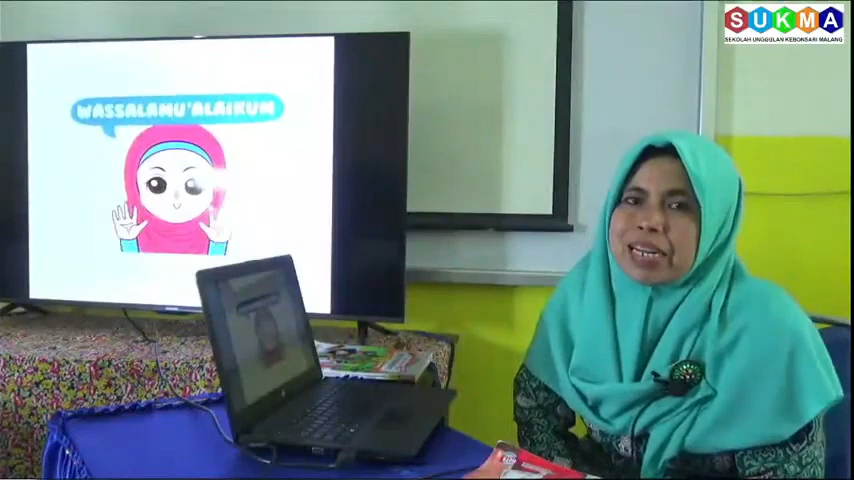 SUKMA
SEKOLAH UNGGULAN KEBONSARI MALANG
WASSALAMU'ALAIKUM